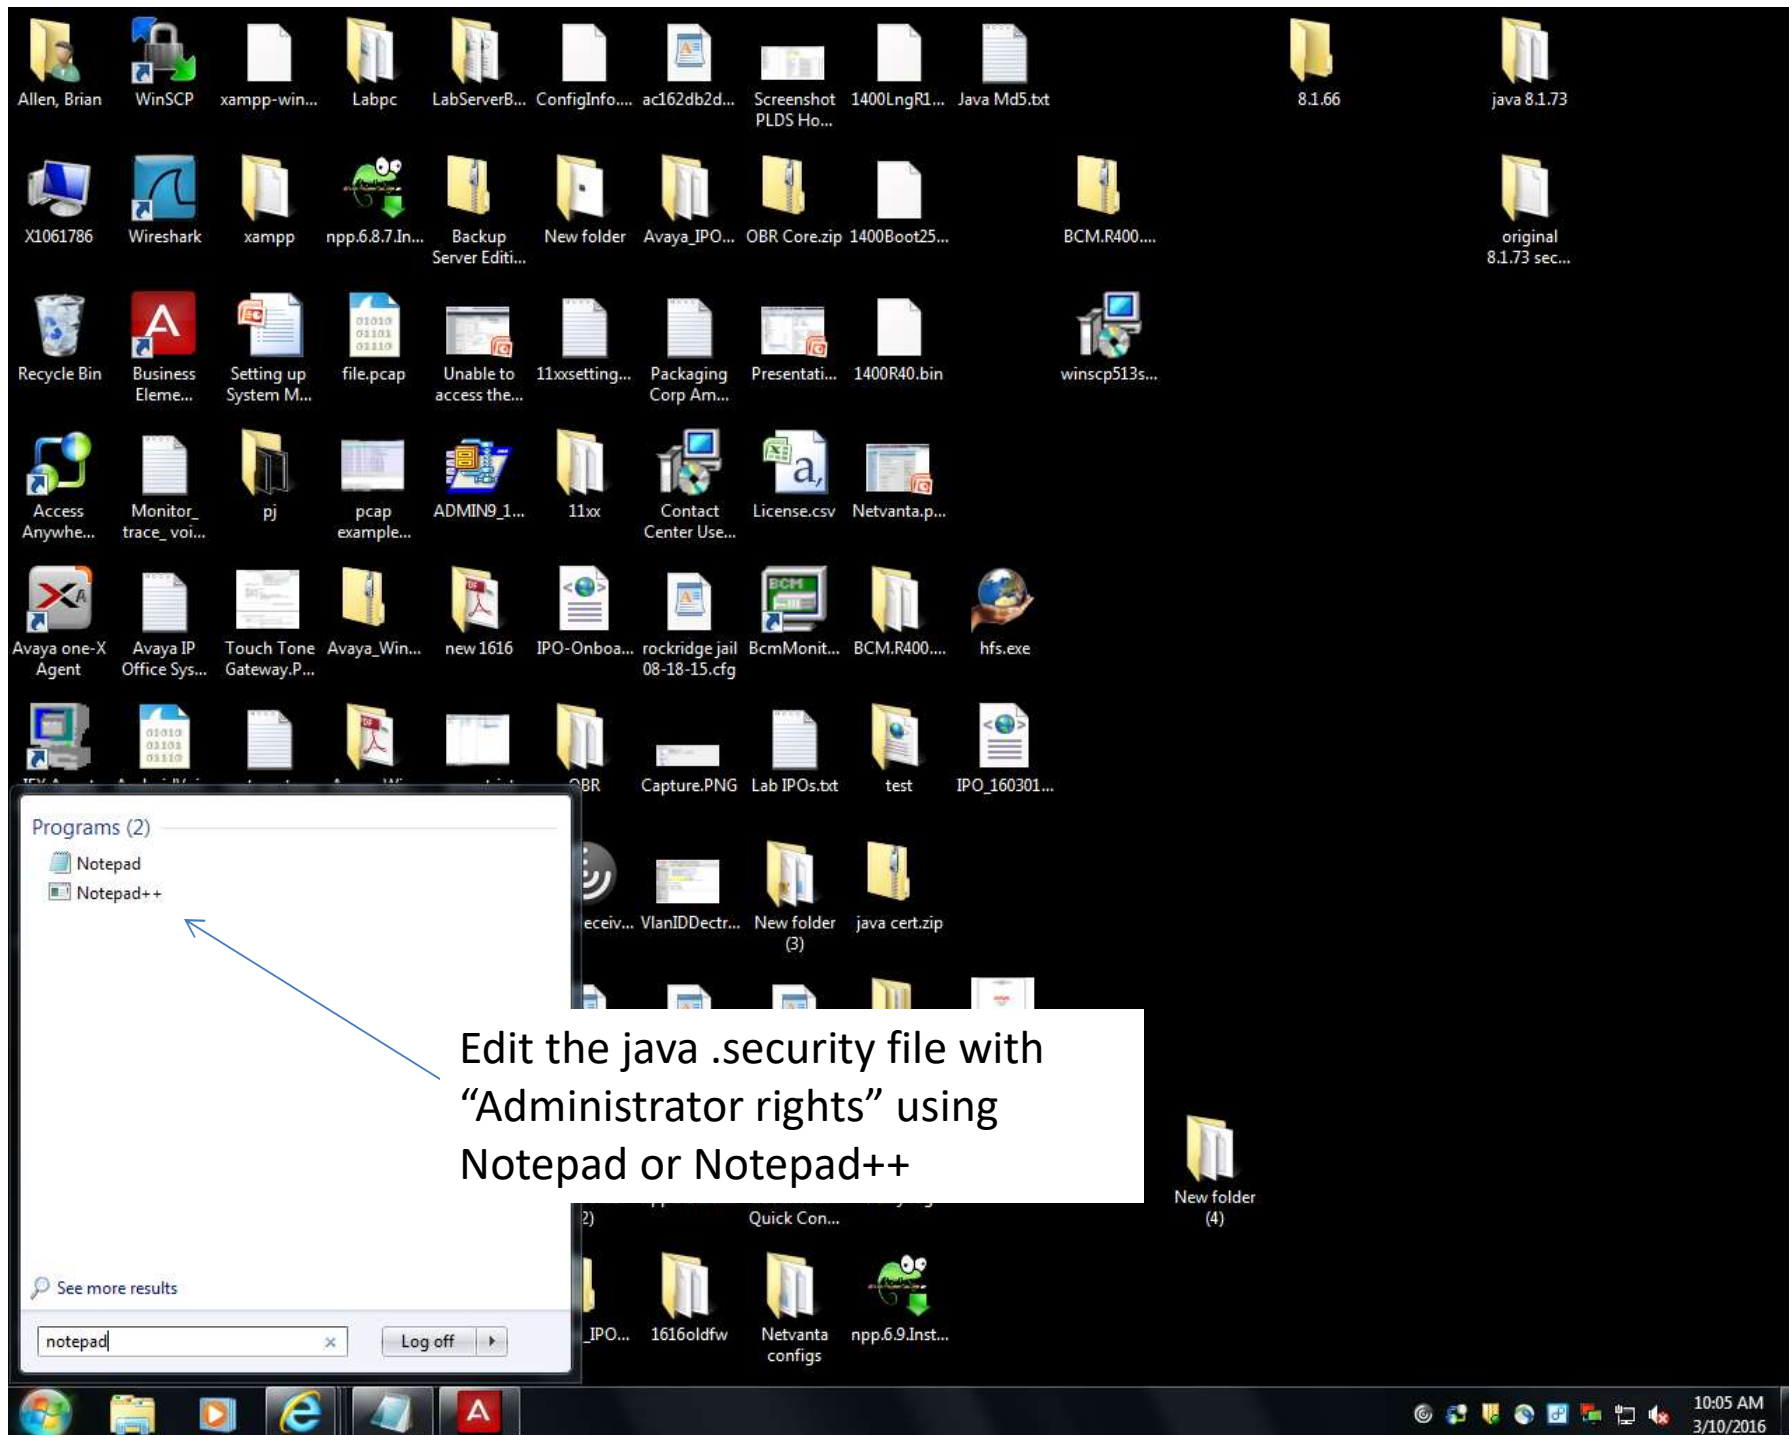 Allen, Brian
WinSCP
xampp-win...
Labpc
LabServerB...
ConfigInfo....
ac162db2d...
Screenshot
PLDS Ho...
1400LngR1...
Java Md5.txt
8.1.66
java 8.1.73
X1061786
Wireshark
xampp
npp.6.8.7.In...
Backup
Server Editi...
New folder
Avaya_IPO...
OBR Core.zip
1400Boot25...
BCM.R400....
original
8.1.73 sec...
Recycle Bin
Business
Eleme...
Setting up
System M...
file.pcap
Unable to
access the...
11xxsetting...
Packaging
Corp Am...
Presentati...
1400R40.bin
winscp513s...
Access
Anywhe...
Monitor_
trace_ voi...
pj
pcap
example...
ADMIN9_1...
11xx
Contact
Center Use...
License.csv
Netvanta.p...
Avaya one-X
Agent
Avaya IP
Office Sys...
Touch Tone
Gateway.P...
Avaya_Win...
new 1616
IPO-Onboa...
rockridge jail
08-18-15.cfg
BcmMonit...
BCM.R400....
hfs.exe
Capture.PNG
Lab IPOs.txt
test
IPO_160301...
Programs (2)
Notepad
Notepad++
eceiv...
VlanIDDectr...
New folder
(3)
java cert.zip
Edit the java .security file with
“Administrator rights” using
Notepad or Notepad++
2)
Quick Con...
New folder
(4)
See more results
notepad
Log off
_IPO...
1616oldfw
Netvanta
configs
npp.6.9.Inst...
10:05 AM
3/10/2016